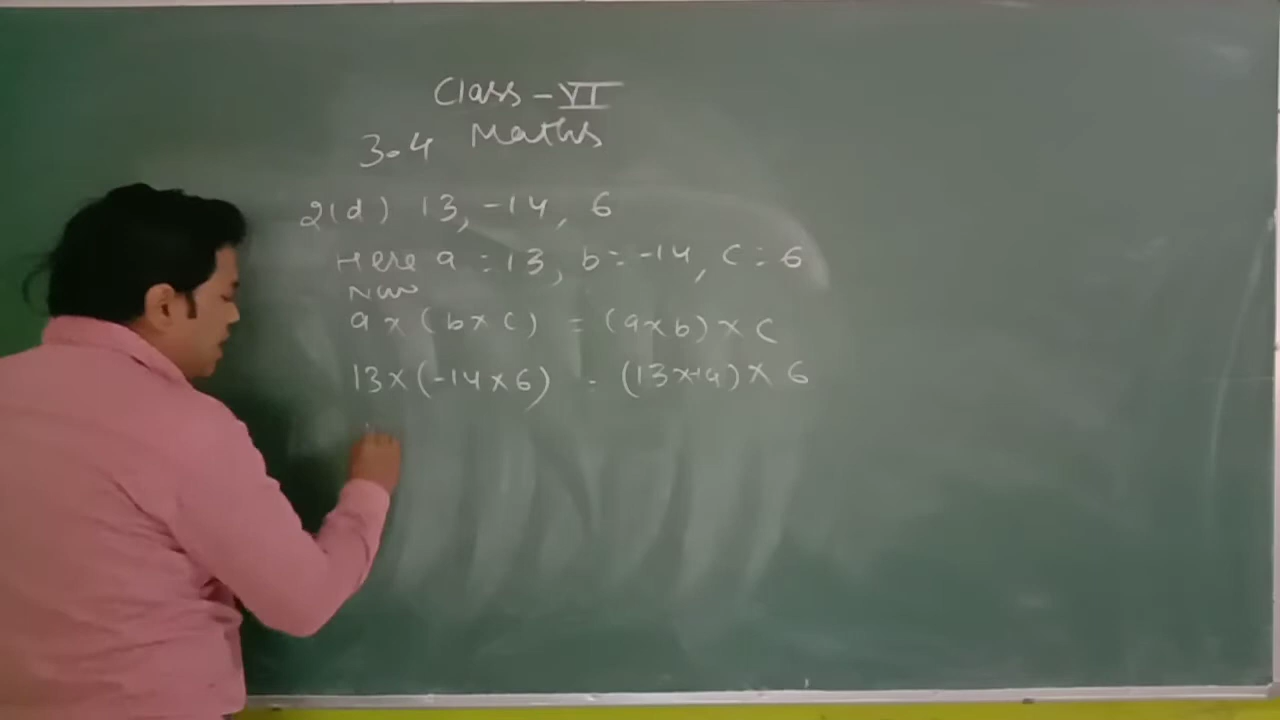 Class - VI
Maths
3.4
2(d) 13, -14, 6
Here a = 13, b = -14, c = 6
Now
a × (b × c) = (a × b) × c
13 × (-14 × 6) = (13 × -14) × 6